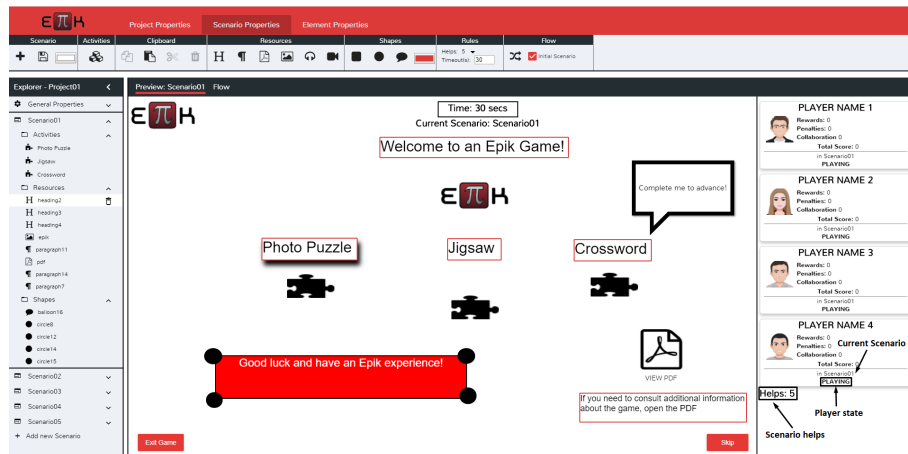 EπK
Project Properties
Scenario Properties
Element Properties
Scenario
Activities
Clipboard
Resources
Shapes
Rules
Flow
H
¶
Helps: 5
Timeout(s): 30
Initial Scenario
Explorer - Project01
Preview: Scenario01
Flow
General Properties
Scenario01
Activities
Photo Puzzle
Jigsaw
Crossword
Resources
H heading2
H heading3
H heading4
epik
¶ paragraph11
pdf
¶ paragraph14
¶ paragraph7
Shapes
balloon16
circle8
circle12
circle14
circle15
Scenario02
Scenario03
Scenario04
Scenario05
+ Add new Scenario
EπK
Time: 30 secs
Current Scenario: Scenario01
Welcome to an Epik Game!
EπK
Complete me to advance!
Photo Puzzle
Jigsaw
Crossword
Good luck and have an Epik experience!
VIEW PDF
If you need to consult additional information
about the game, open the PDF
Exit Game
Skip
PLAYER NAME 1
Rewards: 0
Penalties: 0
Collaboration 0
Total Score: 0
in Scenario01
PLAYING
PLAYER NAME 2
Rewards: 0
Penalties: 0
Collaboration 0
Total Score: 0
in Scenario01
PLAYING
PLAYER NAME 3
Rewards: 0
Penalties: 0
Collaboration 0
Total Score: 0
in Scenario01
PLAYING
PLAYER NAME 4
Rewards: 0
Penalties: 0
Collaboration 0
Total Score: 0
in Scenario01
PLAYING
Current Scenario
Helps: 5
Player state
Scenario helps